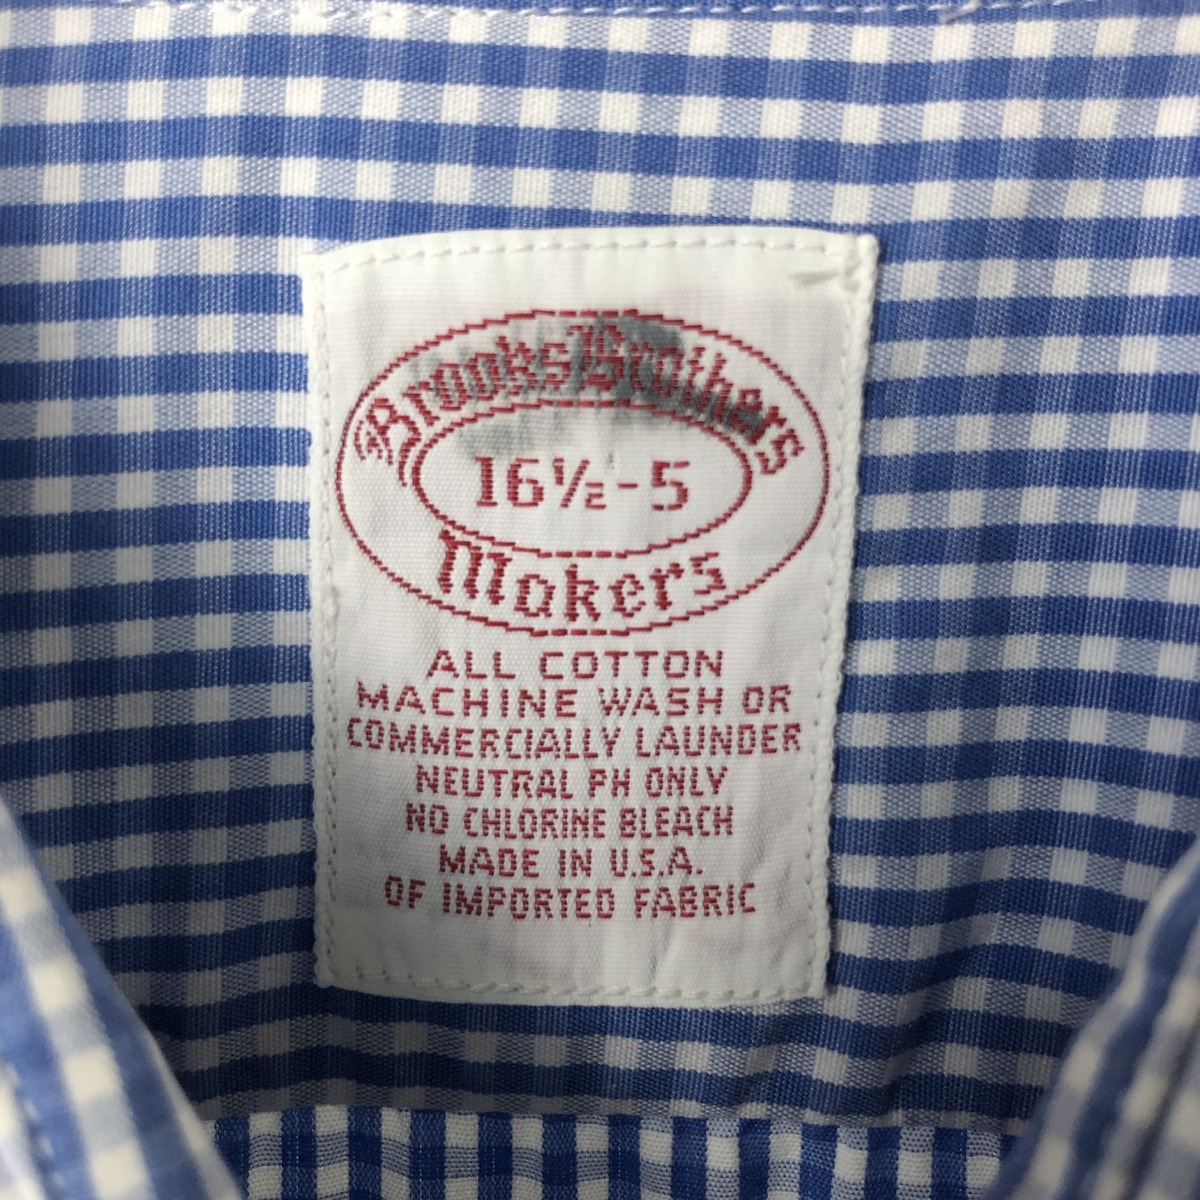 Brooks Brothers
16½-5
Makers
ALL COTTON
MACHINE WASH OR
COMMERCIALLY LAUNDER
NEUTRAL PH ONLY
NO CHLORINE BLEACH
MADE IN U.S.A.
OF IMPORTED FABRIC